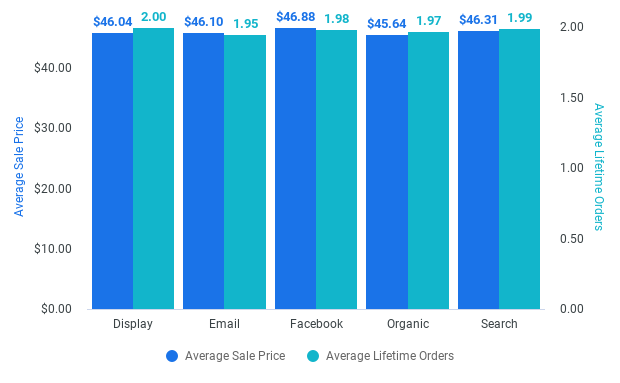 $46.04 2.00 $46.10 1.95 $46.88 1.98 $45.64 1.97 $46.31 1.99
2.00
$40.00
1.50
$30.00
1.00
$20.00
0.50
$10.00
$0.00
0.00
Average Sale Price
Average Lifetime Orders
Display Email Facebook Organic Search
Average Sale Price Average Lifetime Orders